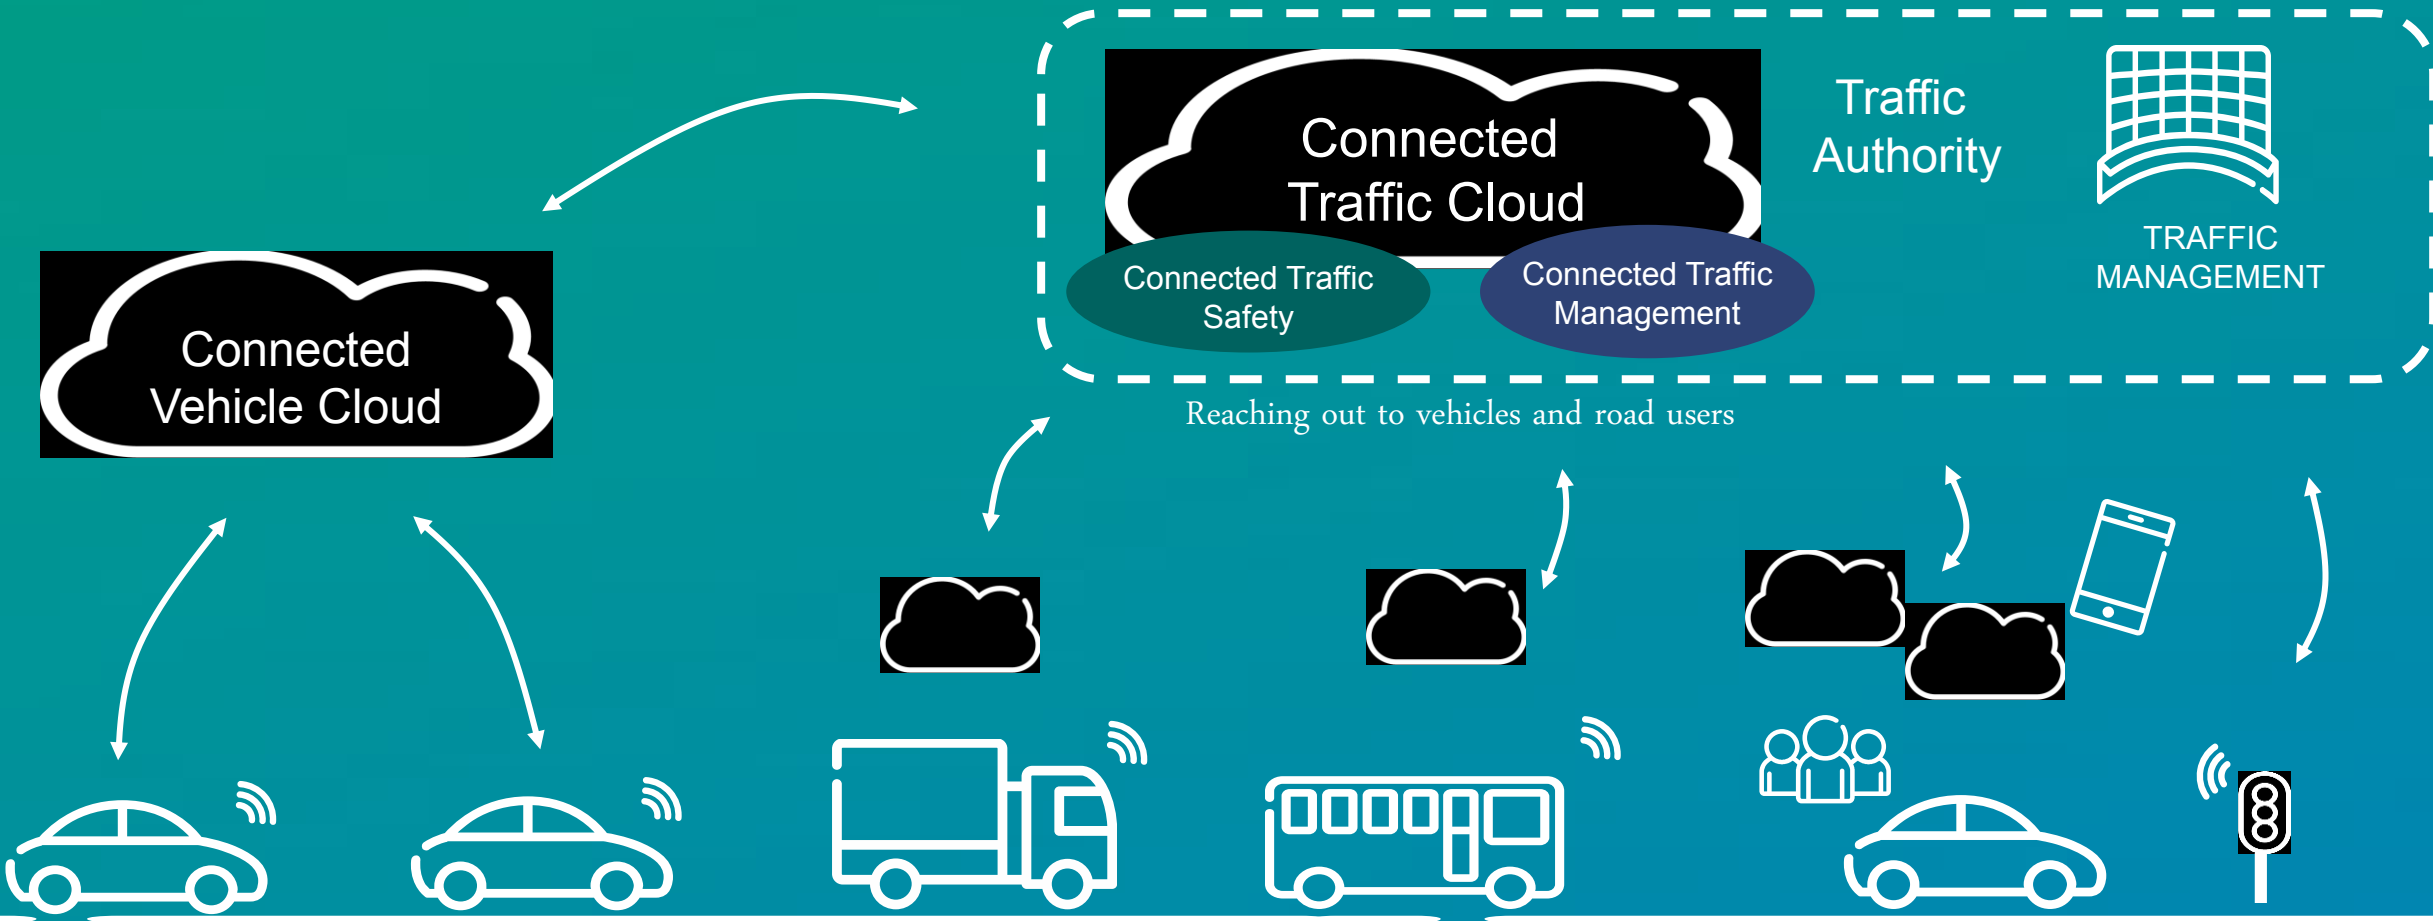 Connected
Traffic Cloud
Traffic
Authority
TRAFFIC
MANAGEMENT
Connected Traffic
Safety
Connected Traffic
Management
Connected
Vehicle Cloud
Reaching out to vehicles and road users